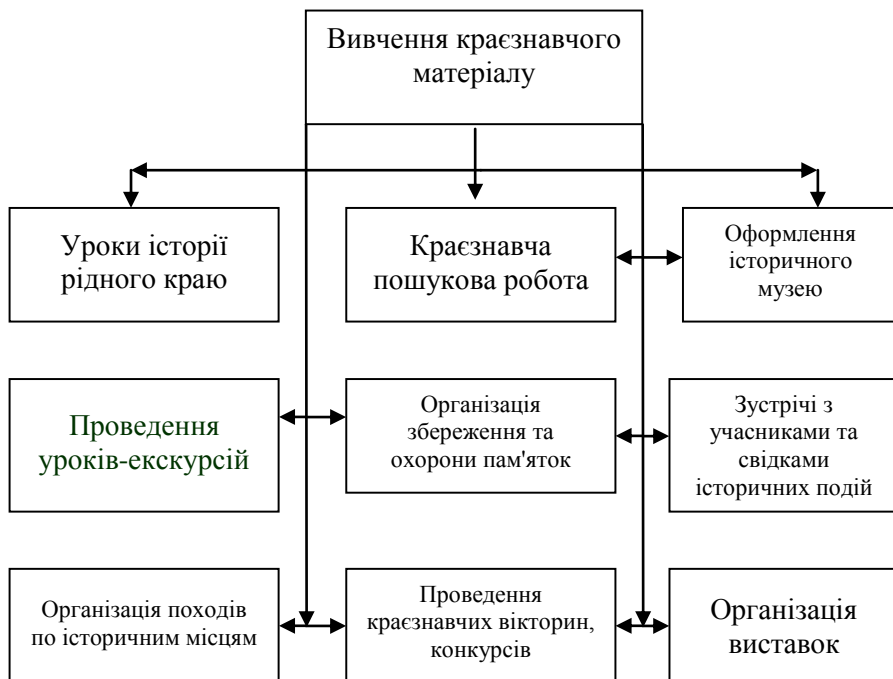 Вивчення краєзнавчого
матеріалу
Уроки історії
рідного краю
Краєзнавча
пошукова робота
Оформлення
історичного
музею
Проведення
уроків-екскурсій
Організація
збереження та
охорони пам'яток
Зустрічі з
учасниками та
свідками
історичних подій
Організація походів
по історичним місцям
Проведення
краєзнавчих вікторин,
конкурсів
Організація
виставок